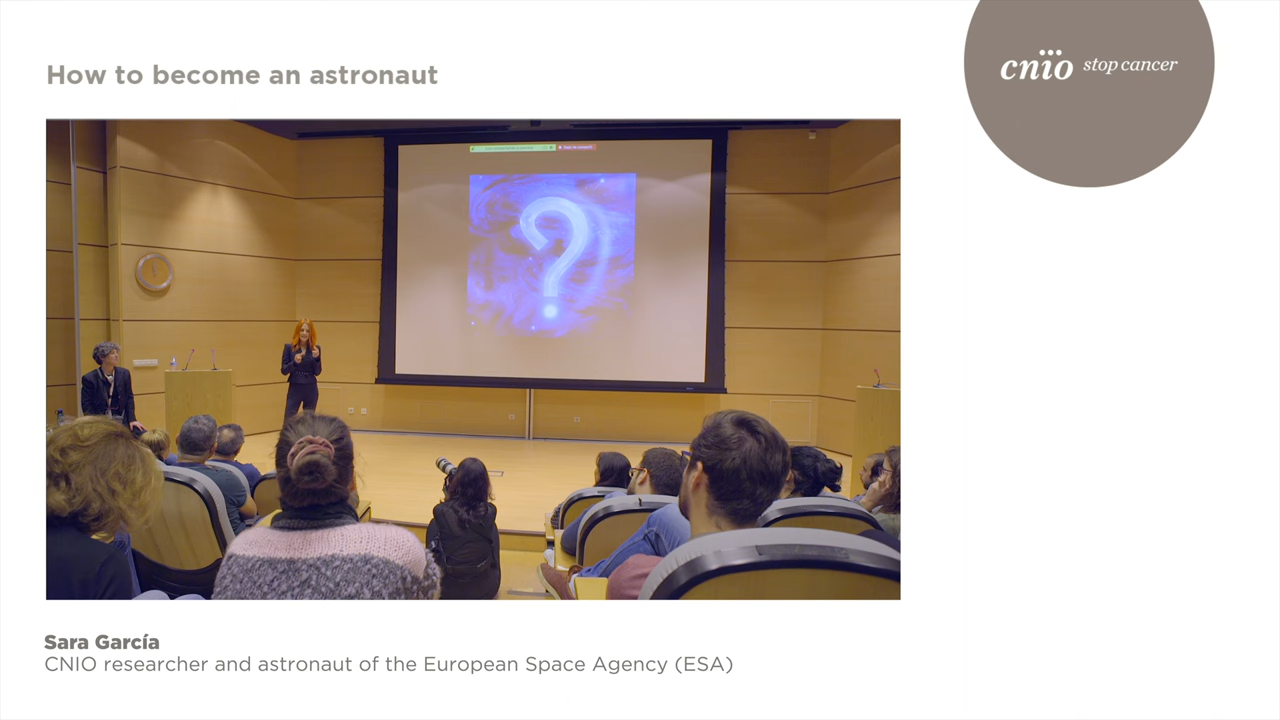 How to become an astronaut
cnio stop cancer
Sara García
CNIO researcher and astronaut of the European Space Agency (ESA)